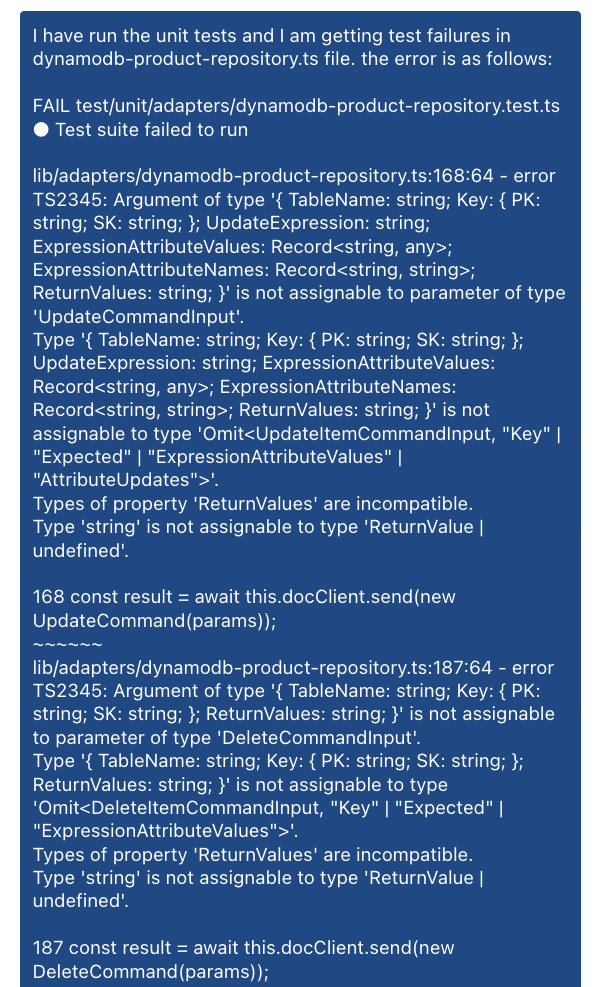 I have run the unit tests and I am getting test failures in
dynamodb-product-repository.ts file. the error is as follows:
FAIL test/unit/adapters/dynamodb-product-repository.test.ts
● Test suite failed to run
lib/adapters/dynamodb-product-repository.ts:168:64 - error
TS2345: Argument of type '{ TableName: string; Key: { PK:
string; SK: string; }; UpdateExpression: string;
ExpressionAttributeValues: Record<string, any>;
ExpressionAttributeNames: Record<string, string>;
ReturnValues: string; }' is not assignable to parameter of type
'UpdateCommandInput'.
Type '{ TableName: string; Key: { PK: string; SK: string; };
UpdateExpression: string; ExpressionAttributeValues:
Record<string, any>; ExpressionAttributeNames:
Record<string, string>; ReturnValues: string; }' is not
assignable to type 'Omit<UpdateItemCommandInput, "Key" |
"Expected" | "ExpressionAttributeValues" |
"AttributeUpdates">'.
Types of property 'ReturnValues' are incompatible.
Type 'string' is not assignable to type 'ReturnValue |
undefined'.
168 const result = await this.docClient.send(new
UpdateCommand(params));
~~~~~~
lib/adapters/dynamodb-product-repository.ts:187:64 - error
TS2345: Argument of type '{ TableName: string; Key: { PK:
string; SK: string; }; ReturnValues: string; }' is not assignable
to parameter of type 'DeleteCommandInput'.
Type '{ TableName: string; Key: { PK: string; SK: string; };
ReturnValues: string; }' is not assignable to type
'Omit<DeleteItemCommandInput, "Key" | "Expected" |
"ExpressionAttributeValues">'.
Types of property 'ReturnValues' are incompatible.
Type 'string' is not assignable to type 'ReturnValue |
undefined'.
187 const result = await this.docClient.send(new
DeleteCommand(params));